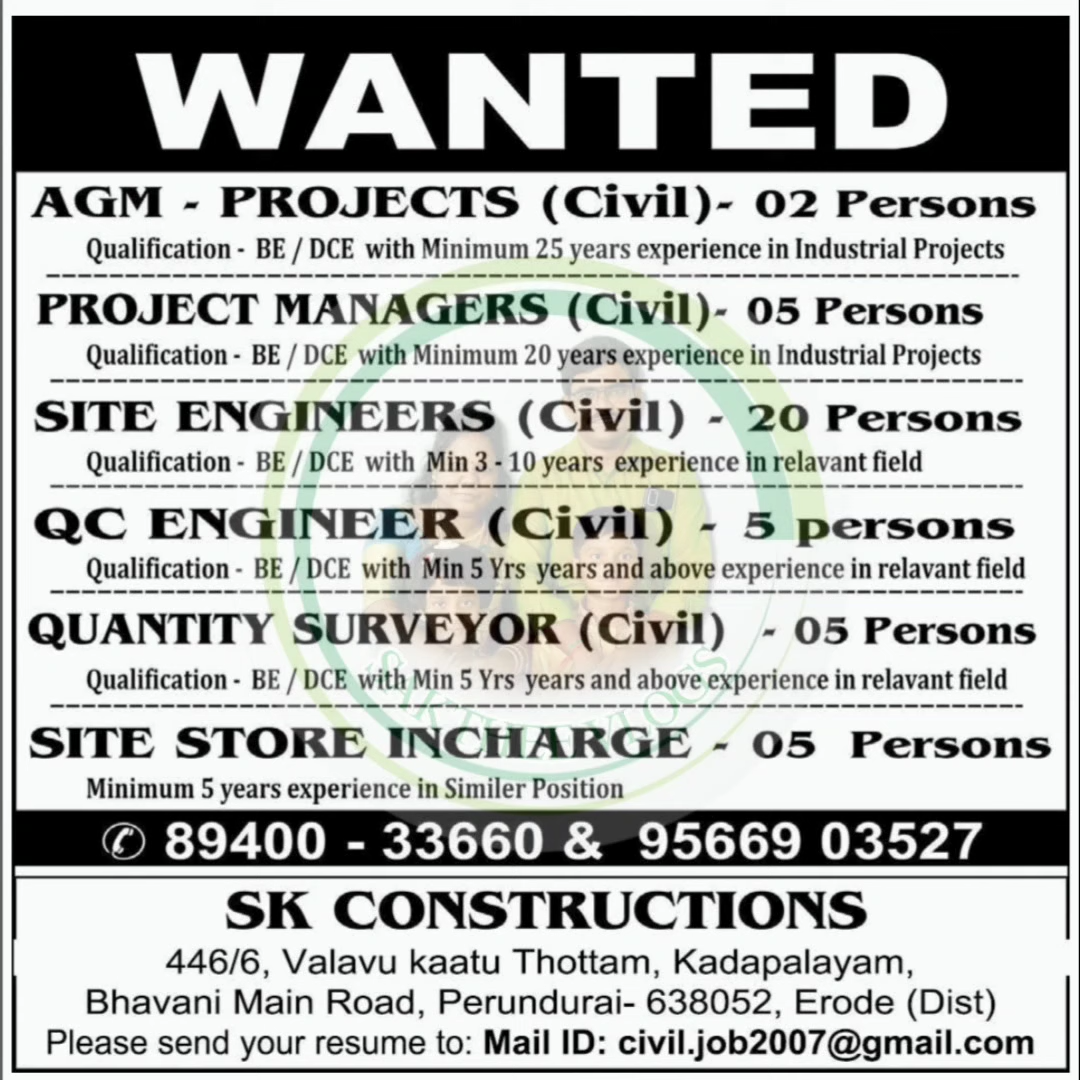 WANTED
AGM - PROJECTS (Civil)- 02 Persons
Qualification - BE / DCE with Minimum 25 years experience in Industrial Projects
PROJECT MANAGERS (Civil)- 05 Persons
Qualification - BE / DCE with Minimum 20 years experience in Industrial Projects
SITE ENGINEERS (Civil) - 20 Persons
Qualification - BE / DCE with Min 3 - 10 years experience in relavant field
QC ENGINEER (Civil) - 5 persons
Qualification - BE / DCE with Min 5 Yrs years and above experience in relavant field
QUANTITY SURVEYOR (Civil) - 05 Persons
Qualification - BE / DCE with Min 5 Yrs years and above experience in relavant field
SAKTHEE VLOGS
SITE STORE INCHARGE - 05 Persons
Minimum 5 years experience in Similer Position
✆ 89400 - 33660 & 95669 03527
SK CONSTRUCTIONS
446/6, Valavu kaatu Thottam, Kadapalayam,
Bhavani Main Road, Perundurai- 638052, Erode (Dist)
Please send your resume to: Mail ID: civil.job2007@gmail.com